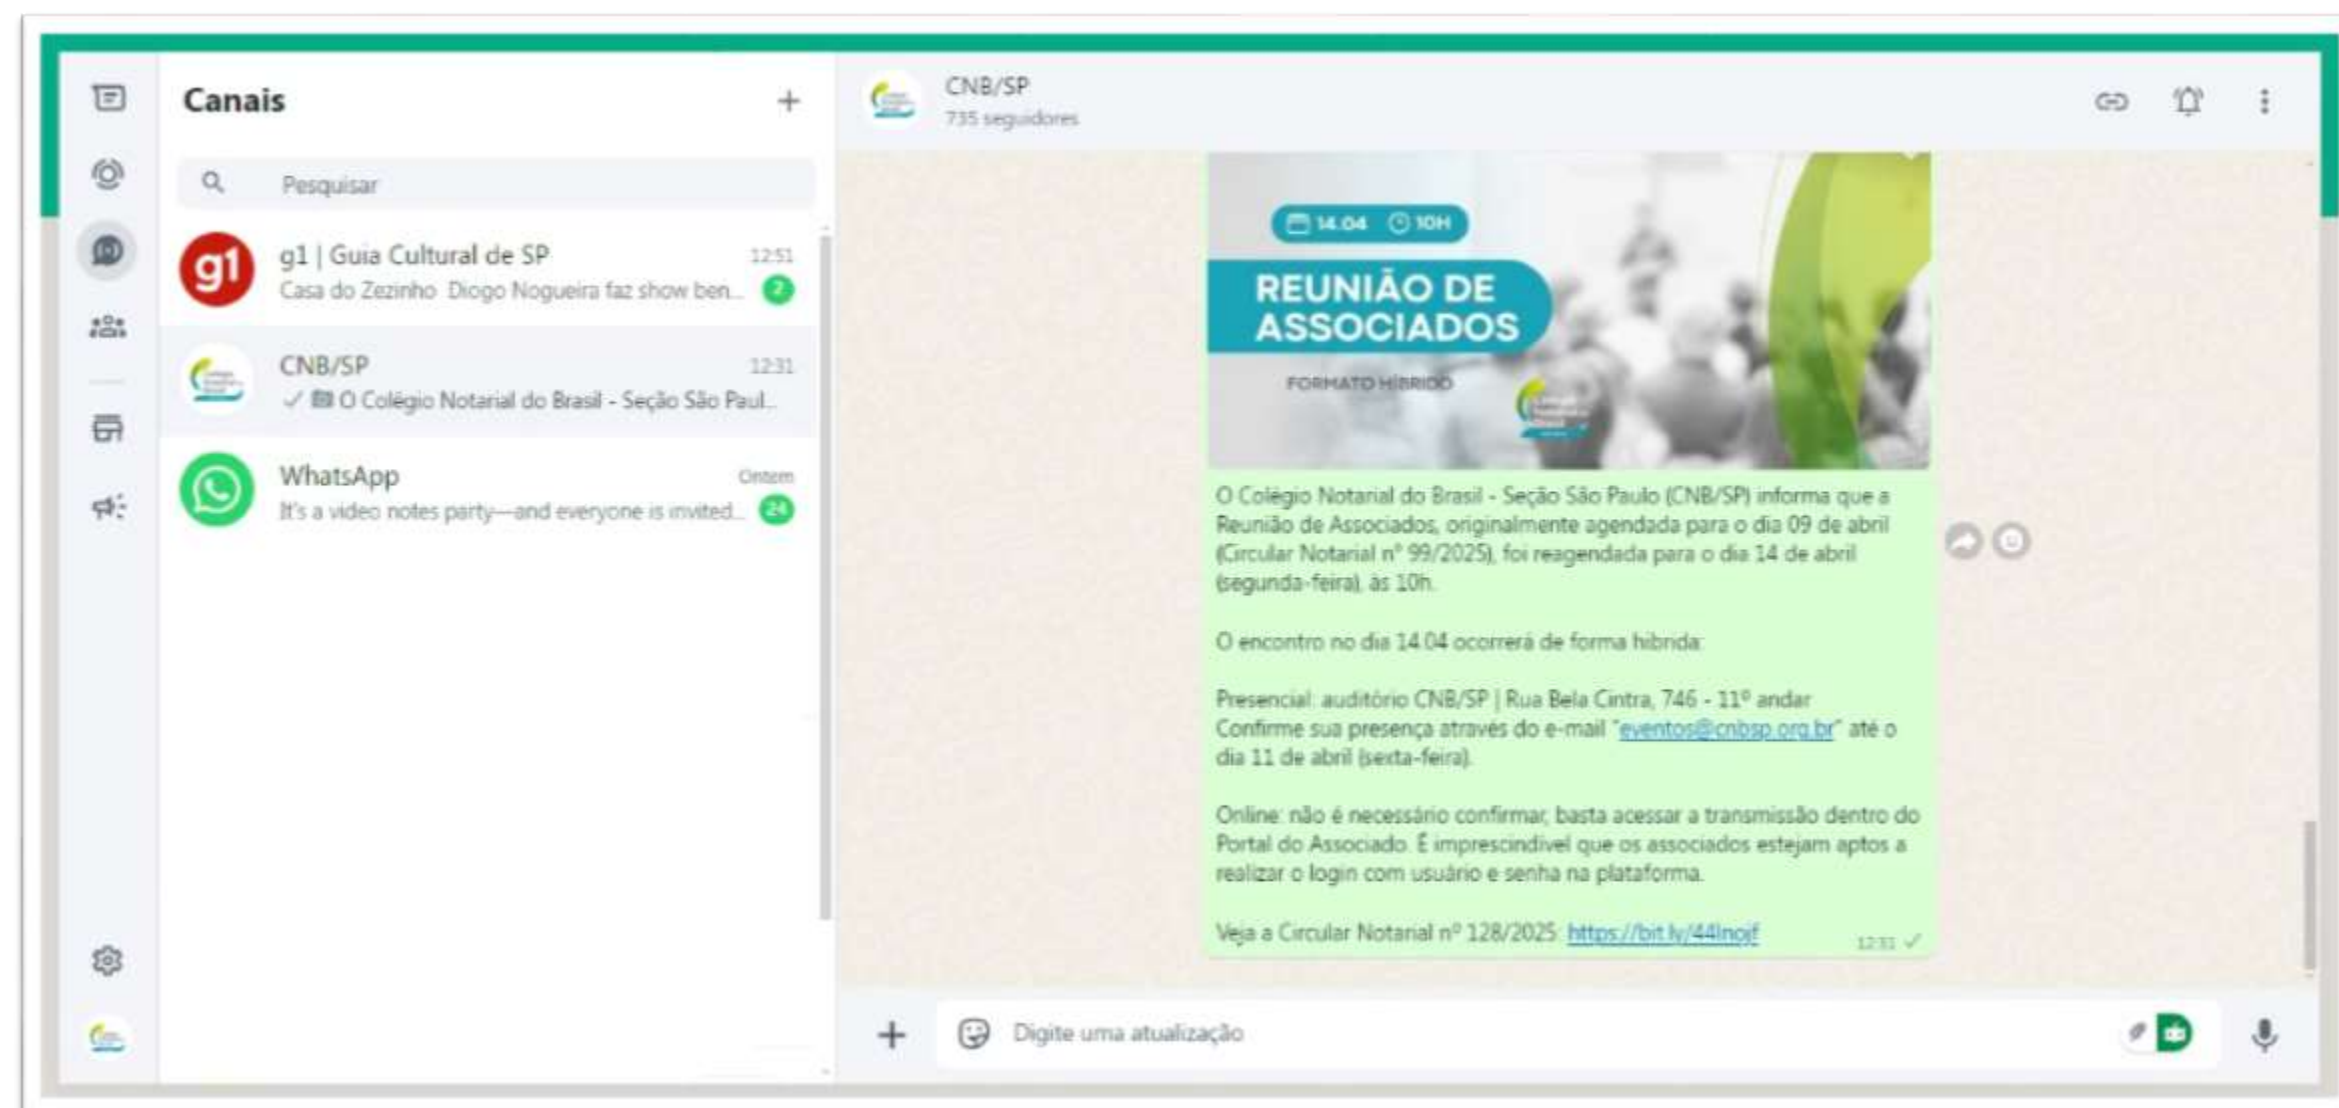 Canais
Pesquisar
g1
g1 | Guia Cultural de SP
12:51
Casa do Zezinho Diogo Nogueira faz show ben...
2
CNB/SP
12:31
O Colégio Notarial do Brasil - Seção São Paul...
WhatsApp
Ontem
It's a video notes party—and everyone is invited...
24
CNB/SP
735 seguidores
14.04 10H
REUNIÃO DE
ASSOCIADOS
FORMATO HÍBRIDO
O Colégio Notarial do Brasil - Seção São Paulo (CNB/SP) informa que a
Reunião de Associados, originalmente agendada para o dia 09 de abril
(Circular Notarial nº 99/2025), foi reagendada para o dia 14 de abril
(segunda-feira), às 10h.
O encontro no dia 14.04 ocorrerá de forma híbrida:
Presencial: auditório CNB/SP | Rua Bela Cintra, 746 - 11º andar
Confirme sua presença através do e-mail "eventos@cnbsp.org.br" até o
dia 11 de abril (sexta-feira).
Online: não é necessário confirmar, basta acessar a transmissão dentro do
Portal do Associado. É imprescindível que os associados estejam aptos a
realizar o login com usuário e senha na plataforma.
Veja a Circular Notarial nº 128/2025: https://bit.ly/44lnojf
12:31
Digite uma atualização